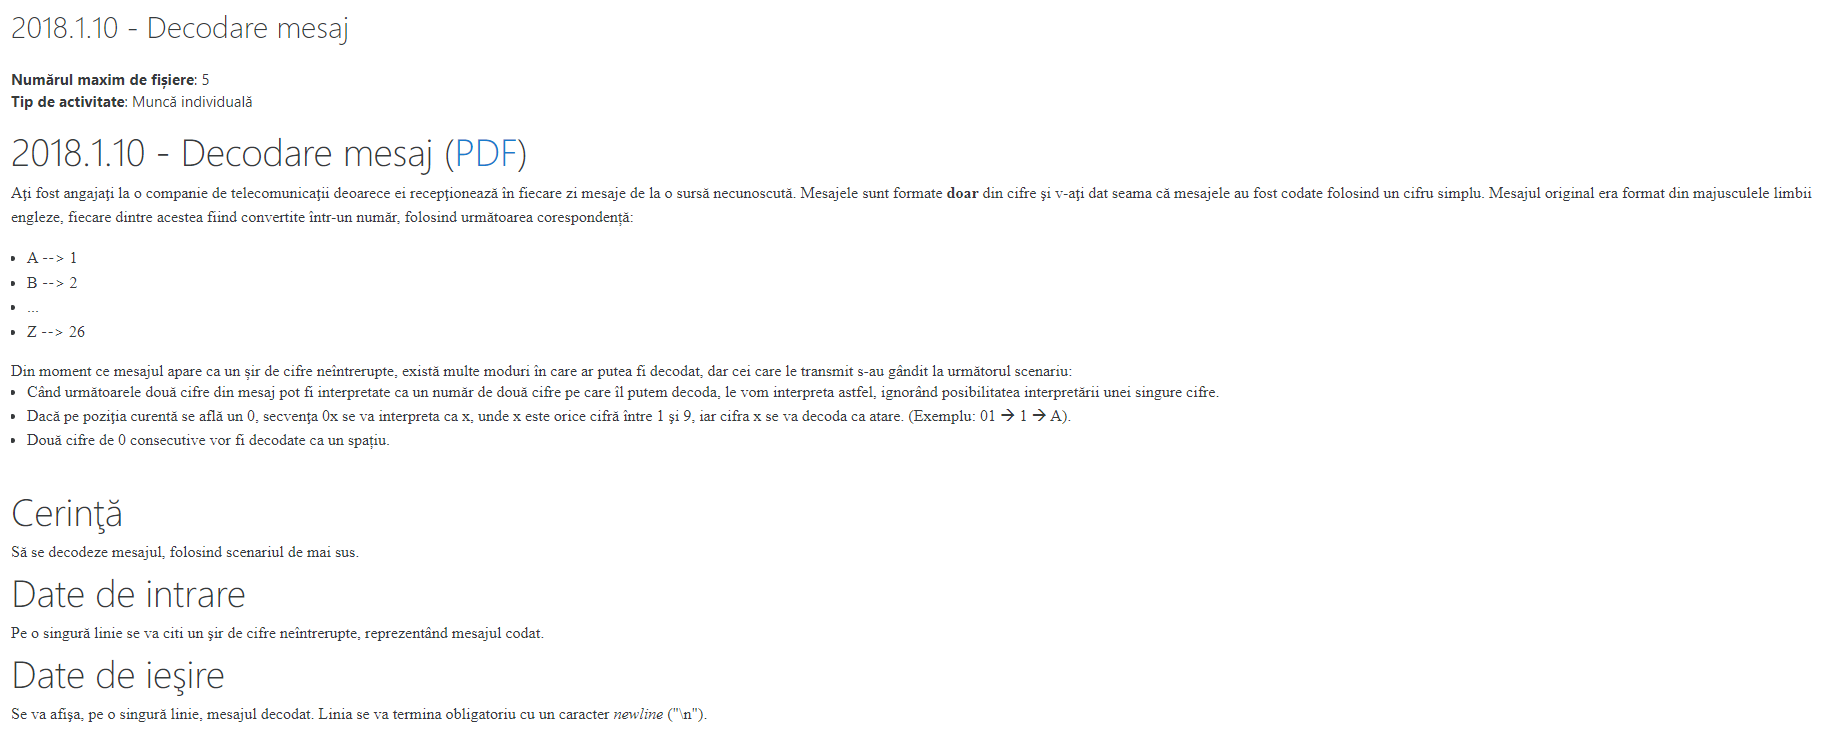 2018.1.10 - Decodare mesaj
Numărul maxim de fișiere: 5
Tip de activitate: Muncă individuală
2018.1.10 - Decodare mesaj (PDF)
Aţi fost angajaţi la o companie de telecomunicaţii deoarece ei recepţionează în fiecare zi mesaje de la o sursă necunoscută. Mesajele sunt formate doar din cifre şi v-aţi dat seama că mesajele au fost codate folosind un cifru simplu. Mesajul original era format din majusculele limbii
engleze, fiecare dintre acestea fiind convertite într-un număr, folosind următoarea corespondență:
• A --> 1
• B --> 2
• ...
• Z --> 26
Din moment ce mesajul apare ca un șir de cifre neîntrerupte, există multe moduri în care ar putea fi decodat, dar cei care le transmit s-au gândit la următorul scenariu:
• Când următoarele două cifre din mesaj pot fi interpretate ca un număr de două cifre pe care îl putem decoda, le vom interpreta astfel, ignorând posibilitatea interpretării unei singure cifre.
• Dacă pe poziţia curentă se află un 0, secvenţa 0x se va interpreta ca x, unde x este orice cifră între 1 şi 9, iar cifra x se va decoda ca atare. (Exemplu: 01 → 1 → A).
• Două cifre de 0 consecutive vor fi decodate ca un spațiu.
Cerinţă
Să se decodeze mesajul, folosind scenariul de mai sus.
Date de intrare
Pe o singură linie se va citi un şir de cifre neîntrerupte, reprezentând mesajul codat.
Date de ieşire
Se va afişa, pe o singură linie, mesajul decodat. Linia se va termina obligatoriu cu un caracter newline ("\n").